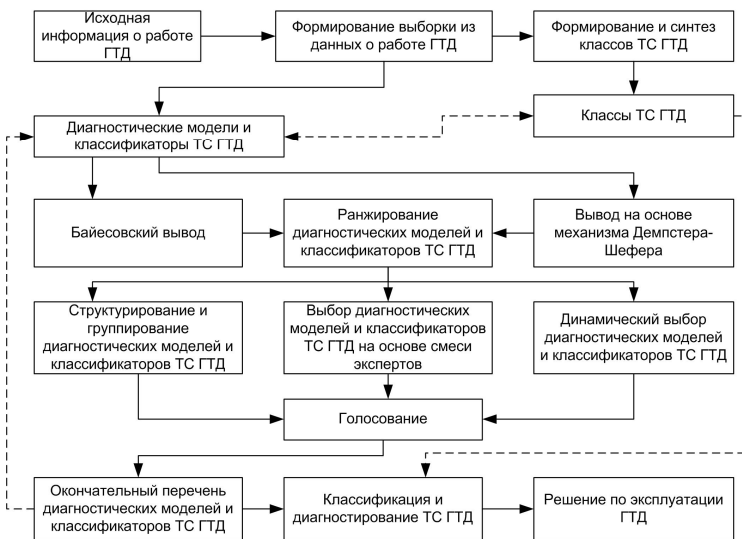 Исходная
информация о работе
ГТД
Формирование выборки из
данных о работе ГТД
Формирование и синтез
классов ТС ГТД
Диагностические модели и
классификаторы ТС ГТД
Классы ТС ГТД
Байесовский вывод
Ранжирование
диагностических моделей и
классификаторов ТС ГТД
Вывод на основе
механизма Демпстера-
Шефера
Структурирование и
группирование
диагностических моделей и
классификаторов ТС ГТД
Выбор диагностических
моделей и классификаторов
ТС ГТД на основе смеси
экспертов
Динамический выбор
диагностических моделей
и классификаторов ТС ГТД
Голосование
Окончательный перечень
диагностических моделей и
классификаторов ТС ГТД
Классификация и
диагностирование ТС ГТД
Решение по эксплуатации
ГТД